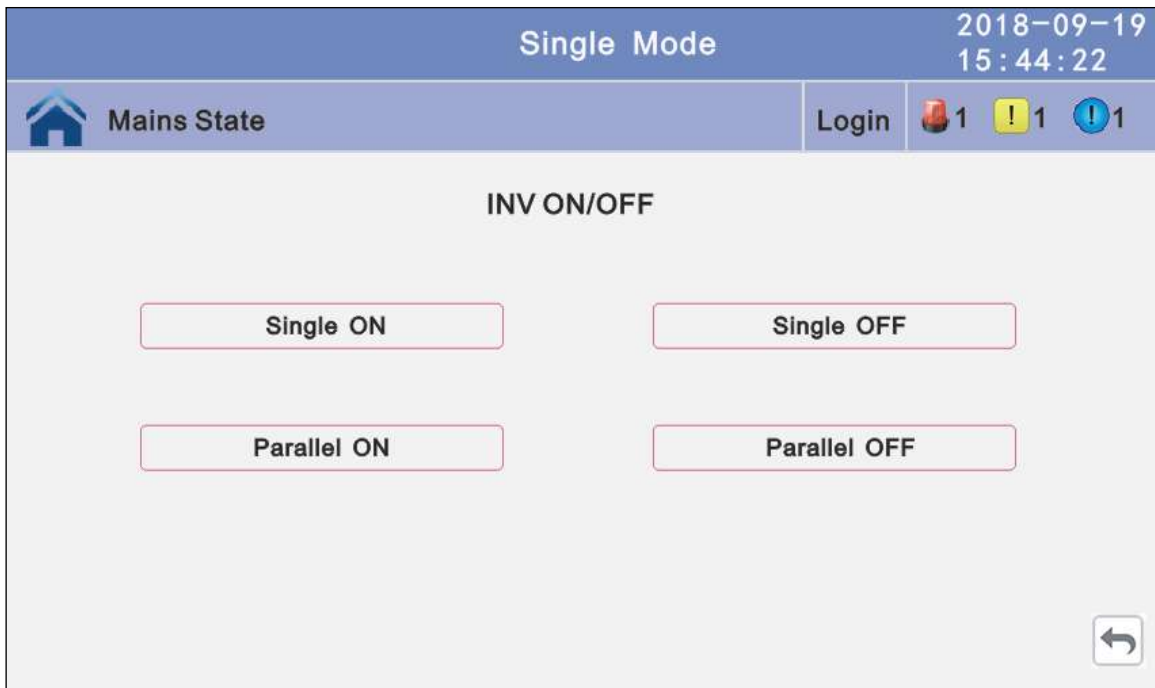 Single Mode
2018-09-19
15:44:22
Mains State
Login
1
! 1
! 1
INV ON/OFF
Single ON
Single OFF
Parallel ON
Parallel OFF